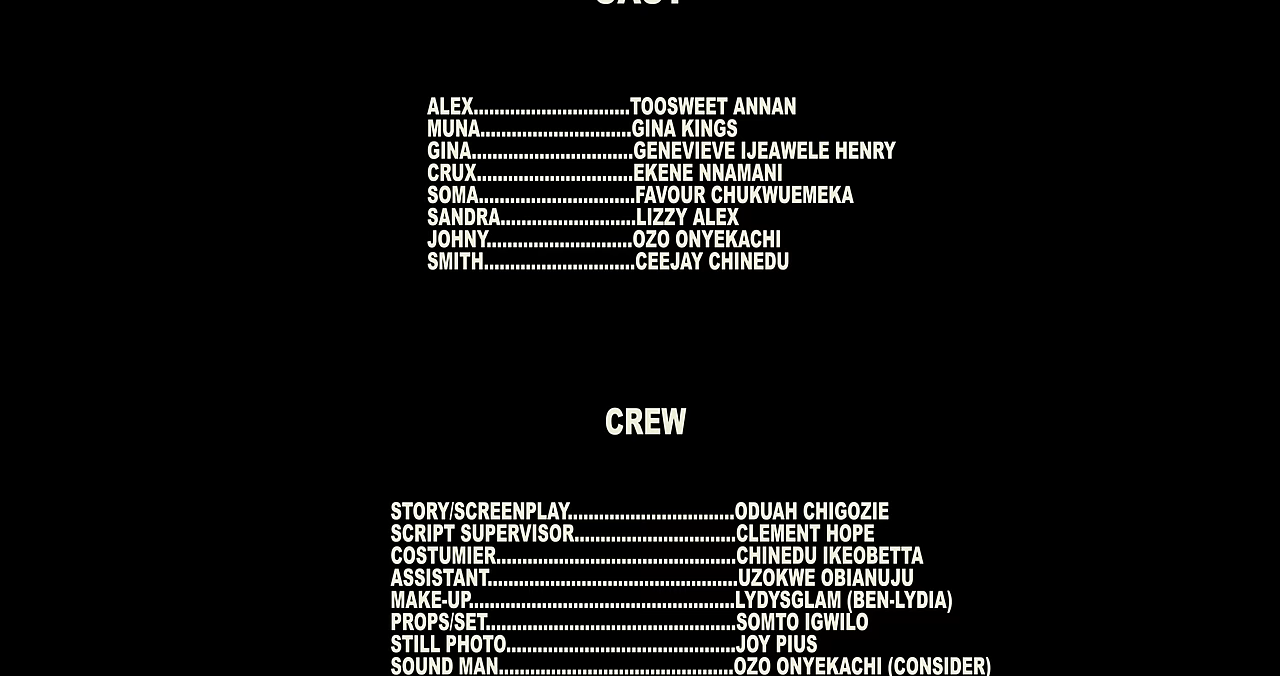 CAST
ALEX..............................TOOSWEET ANNAN
MUNA.............................GINA KINGS
GINA...............................GENEVIEVE IJEAWELE HENRY
CRUX..............................EKENE NNAMANI
SOMA..............................FAVOUR CHUKWUEMEKA
SANDRA..........................LIZZY ALEX
JOHNY............................OZO ONYEKACHI
SMITH.............................CEEJAY CHINEDU
CREW
STORY/SCREENPLAY................................ODUAH CHIGOZIE
SCRIPT SUPERVISOR...............................CLEMENT HOPE
COSTUMIER..............................................CHINEDU IKEOBETTA
ASSISTANT................................................UZOKWE OBIANUJU
MAKE-UP...................................................LYDYSGLAM (BEN-LYDIA)
PROPS/SET................................................SOMTO IGWILO
STILL PHOTO............................................JOY PIUS
SOUND MAN.............................................OZO ONYEKACHI (CONSIDER)